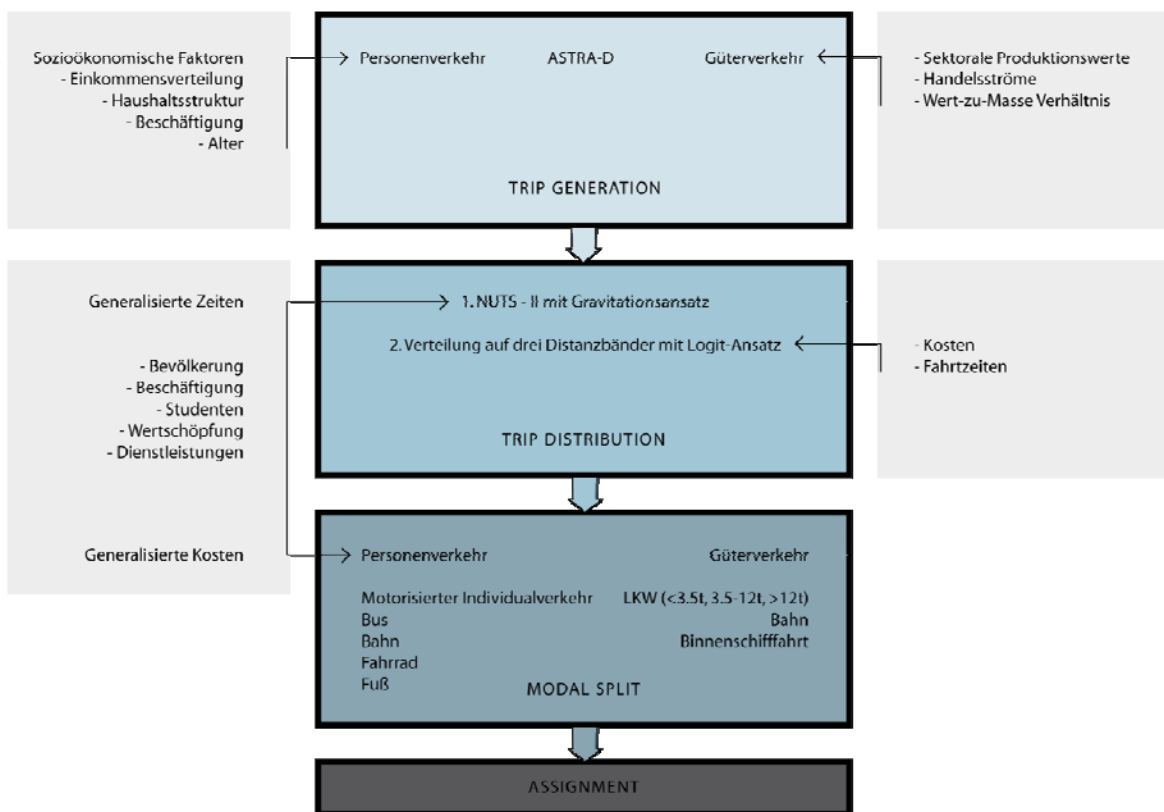 Sozioökonomische Faktoren
- Einkommensverteilung
- Haushaltsstruktur
- Beschäftigung
- Alter
Personenverkehr ASTRA-D Güterverkehr
TRIP GENERATION
- Sektorale Produktionswerte
- Handelsströme
- Wert-zu-Masse Verhältnis
Generalisierte Zeiten
- Bevölkerung
- Beschäftigung
- Studenten
- Wertschöpfung
- Dienstleistungen
Generalisierte Kosten
1. NUTS - II mit Gravitationsansatz
2. Verteilung auf drei Distanzbänder mit Logit-Ansatz
TRIP DISTRIBUTION
- Kosten
- Fahrtzeiten
Personenverkehr Güterverkehr
Motorisierter Individualverkehr LKW (<3.5t, 3.5-12t, >12t)
Bus Bahn
Bahn Binnenschifffahrt
Fahrrad
Fuß
MODAL SPLIT
ASSIGNMENT